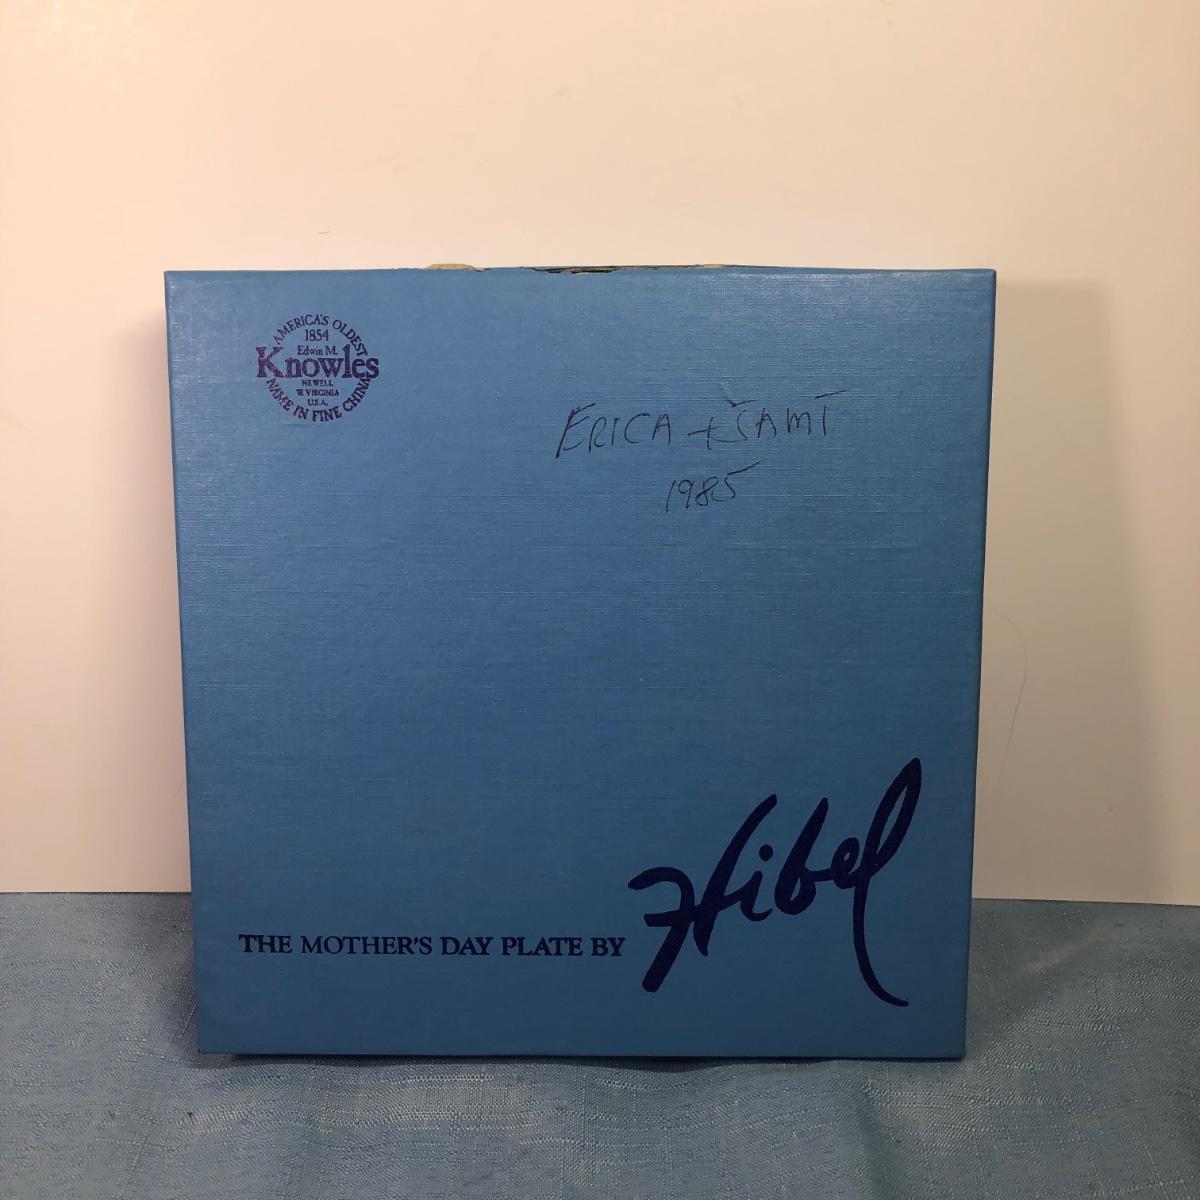 AMERICA'S OLDEST
1854
Edwin M.
Knowles
NEWELL
W. VIRGINIA
U.S.A.
NAME IN FINE CHINA
ERICA + JAMI
1985
THE MOTHER'S DAY PLATE BY
Hibel